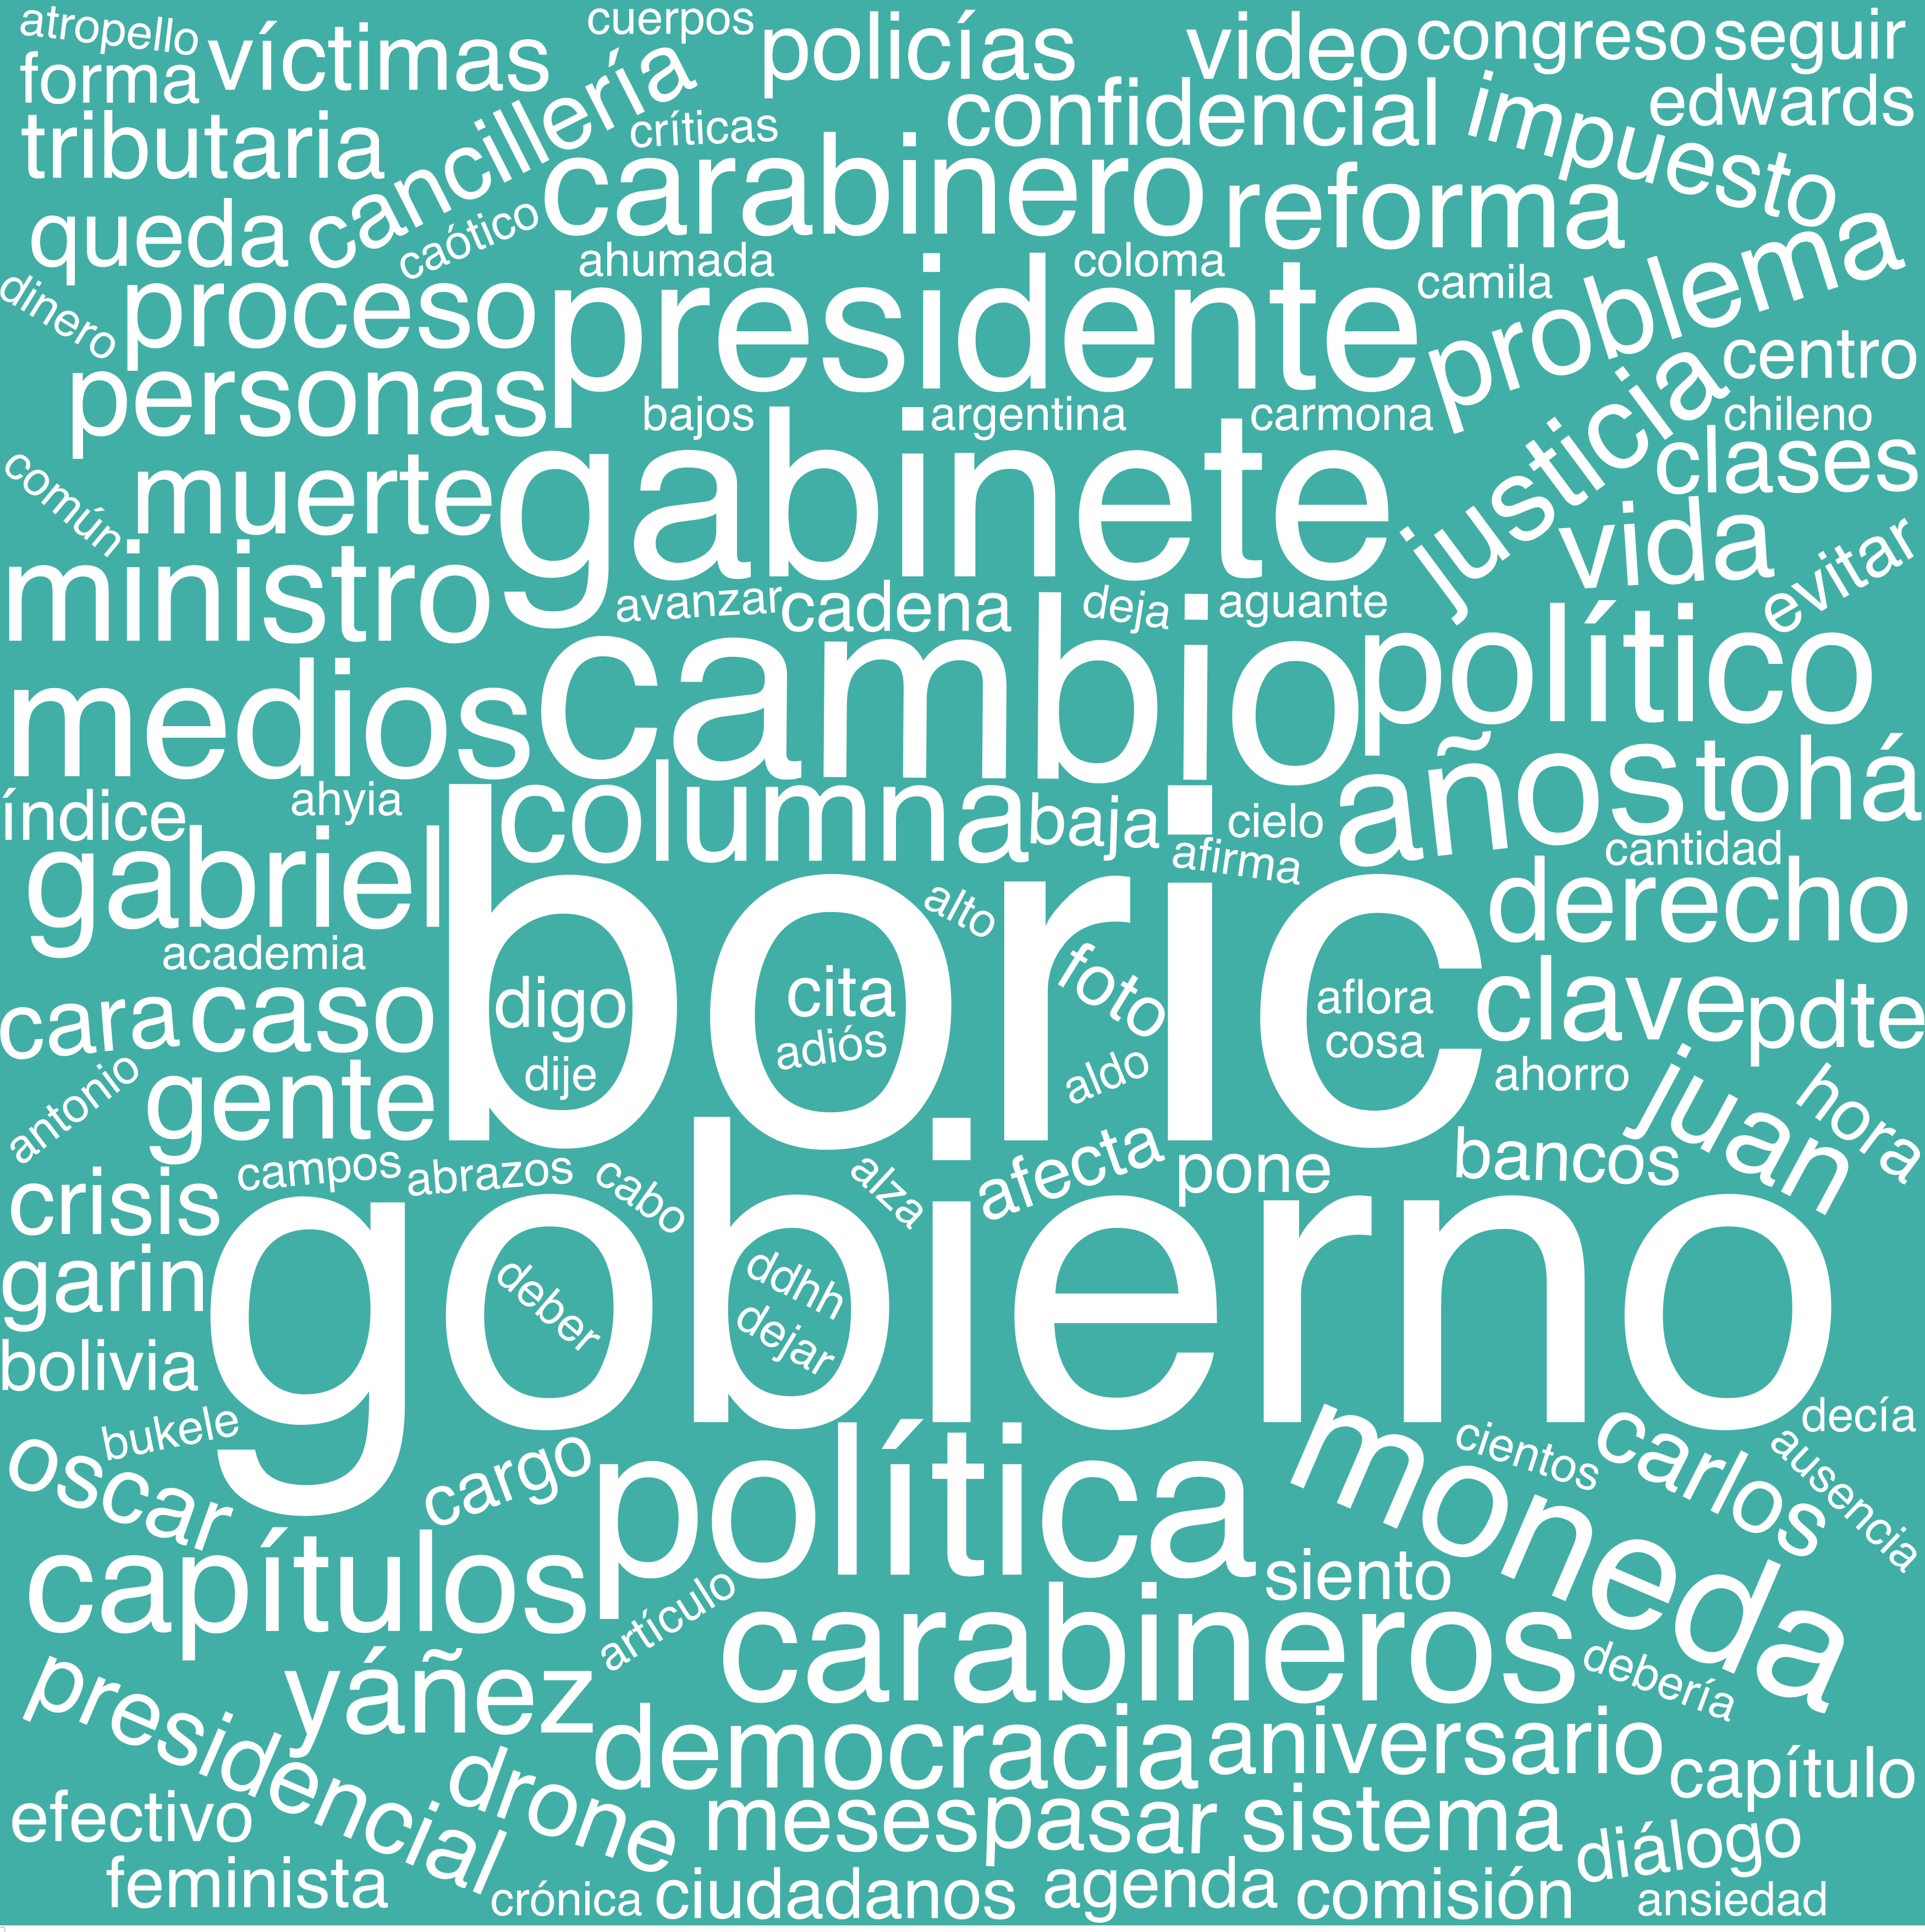 atropello
cuerpos
policías
video
congreso
seguir
forma
víctimas
cancillería
críticas
confidencial
impuesto
edwards
tributaria
carabinero
reforma
queda
caótico
ahumada
coloma
camila
problema
dinero
proceso
presidente
centro
personas
bajos
argentina
carmona
justicia
chileno
clases
común
muerte
gabinete
vida
evitar
ministro
avanzar
cadena
deja
aguante
político
medios
cambio
años
tohá
índice
ahyia
columna
baja
cielo
afirma
cantidad
gabriel
boric
derecho
academia
alto
foto
cara
caso
digo
cita
aflora
clave
pdte
dije
adiós
aldo
cosa
ahorro
juan
hora
antonio
gente
crisis
campos
abrazos
cabo
alza
afecta
pone
bancos
garin
gobierno
deber
ddhh
dejar
bolivia
bukele
oscar
cargo
política
moneda
cientos
carlos
decía
ausencia
capítulos
artículo
siento
carabineros
debería
presidencial
yáñez
democracia
aniversario
capítulo
efectivo
drone
meses
pasar
sistema
diálogo
feminista
crónica
ciudadanos
agenda
comisión
ansiedad